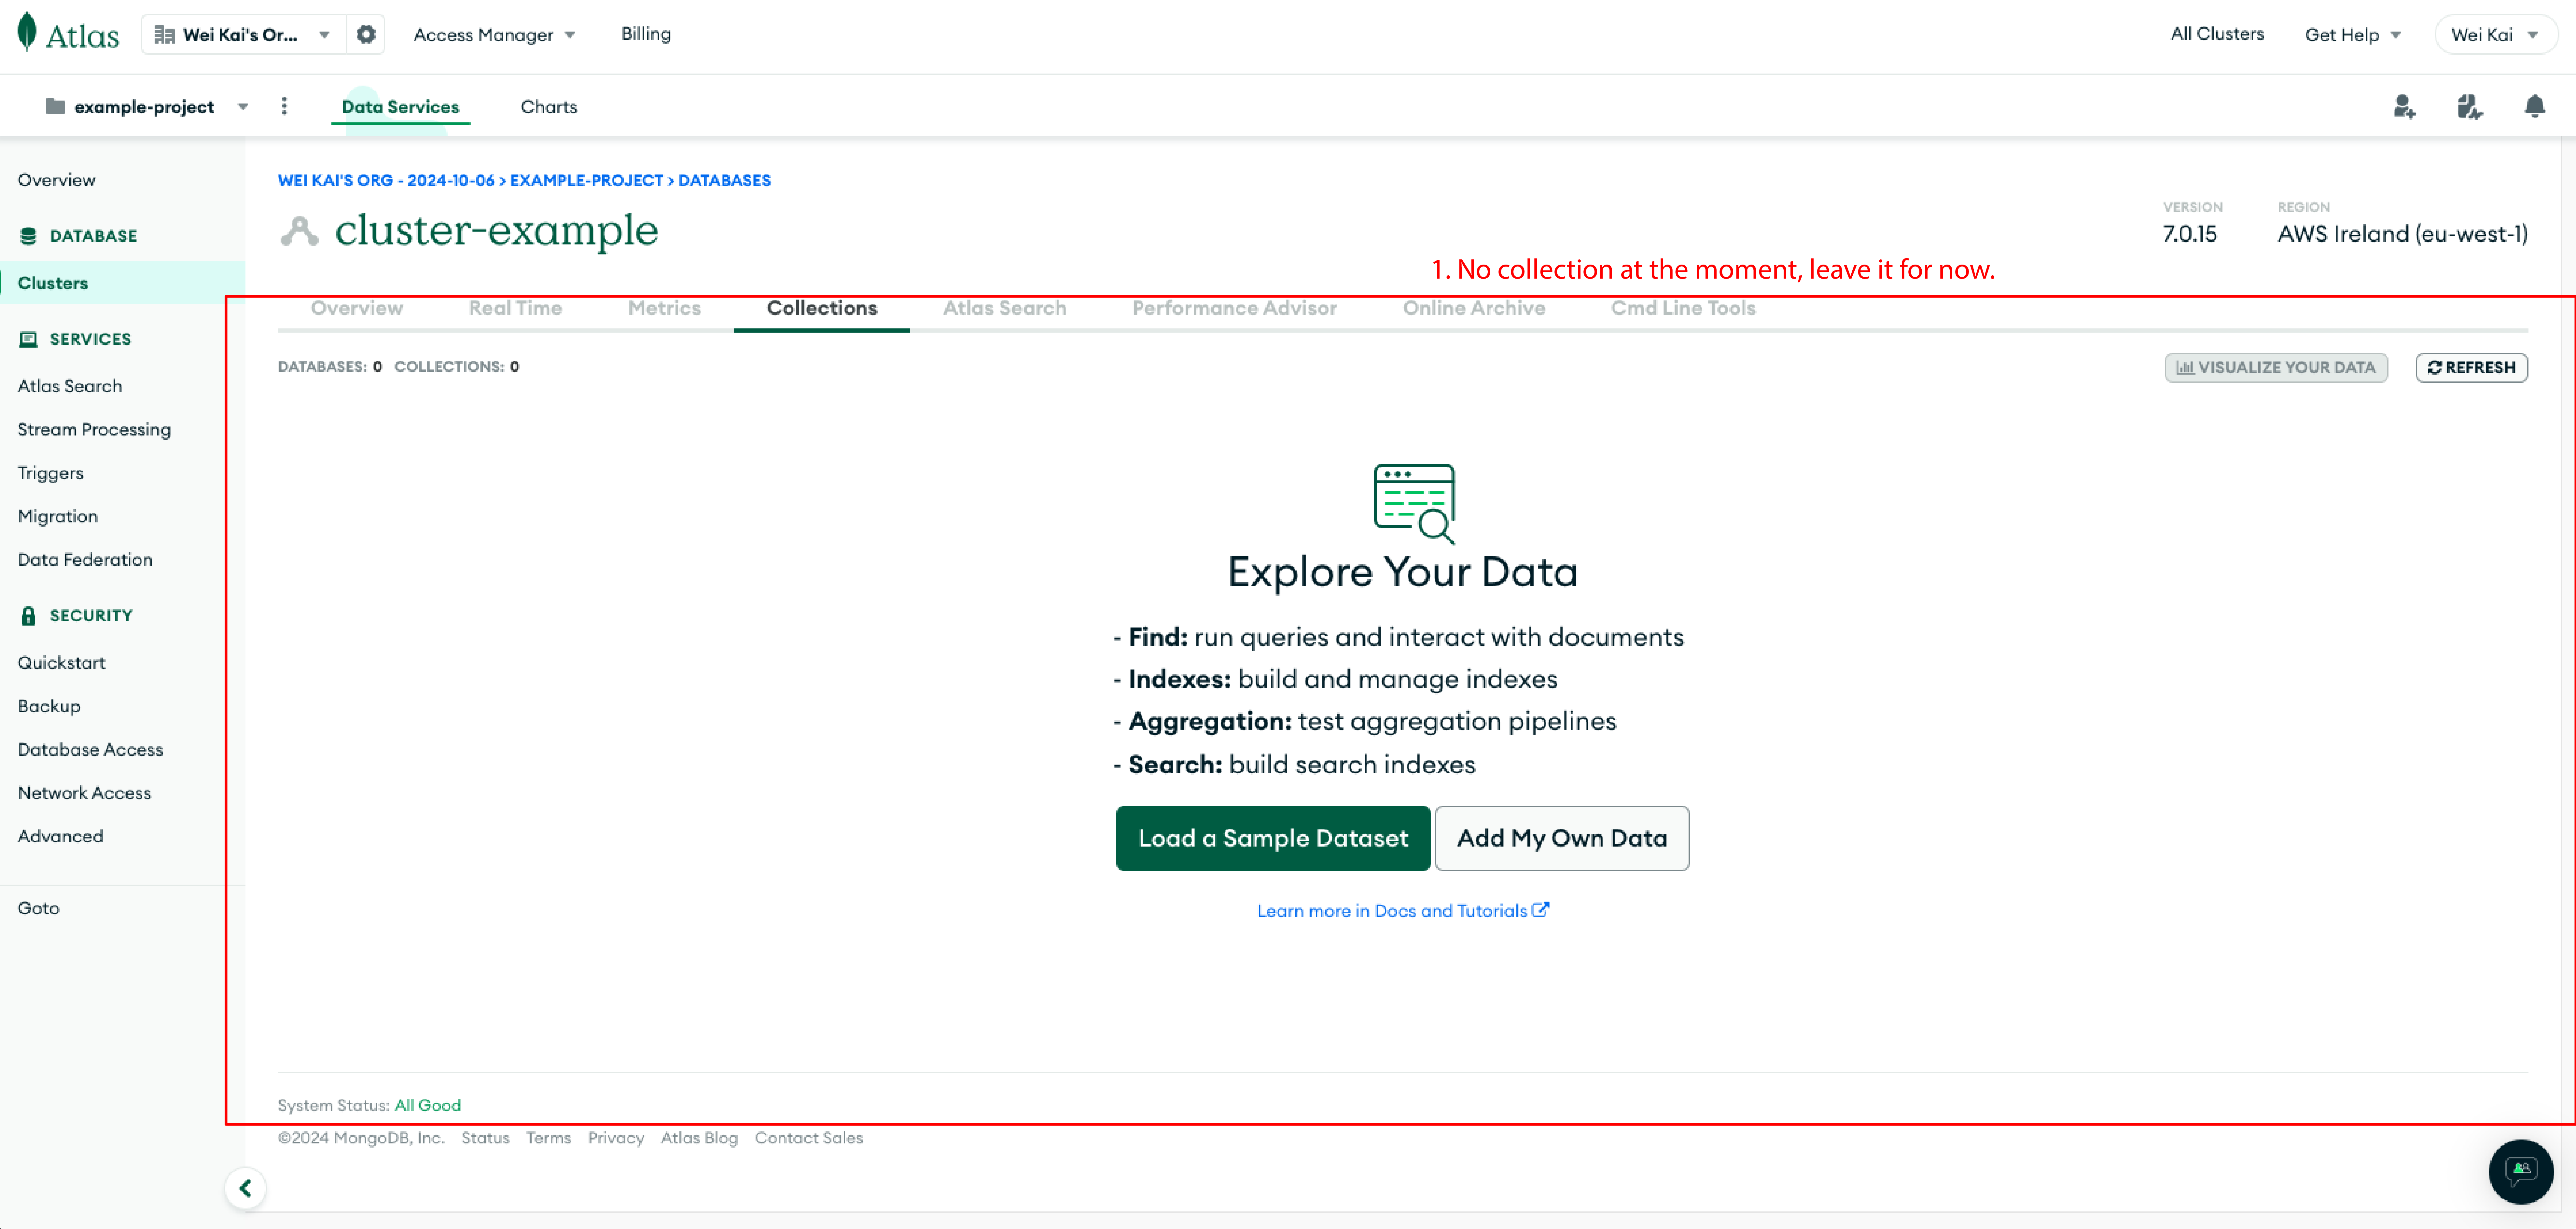 Atlas Wei Kai's Or... Access Manager Billing All Clusters Get Help Wei Kai
example-project Data Services Charts
Overview
DATABASE
Clusters
SERVICES
Atlas Search
Stream Processing
Triggers
Migration
Data Federation
SECURITY
Quickstart
Backup
Database Access
Network Access
Advanced
Goto
WEI KAI'S ORG - 2024-10-06 > EXAMPLE-PROJECT > DATABASES
cluster-example
VERSION
7.0.15
REGION
AWS Ireland (eu-west-1)
1. No collection at the moment, leave it for now.
Overview Real Time Metrics Collections Atlas Search Performance Advisor Online Archive Cmd Line Tools
DATABASES: 0 COLLECTIONS: 0 VISUALIZE YOUR DATA REFRESH
Explore Your Data
- Find: run queries and interact with documents
- Indexes: build and manage indexes
- Aggregation: test aggregation pipelines
- Search: build search indexes
Load a Sample Dataset Add My Own Data
Learn more in Docs and Tutorials
System Status: All Good
©2024 MongoDB, Inc. Status Terms Privacy Atlas Blog Contact Sales